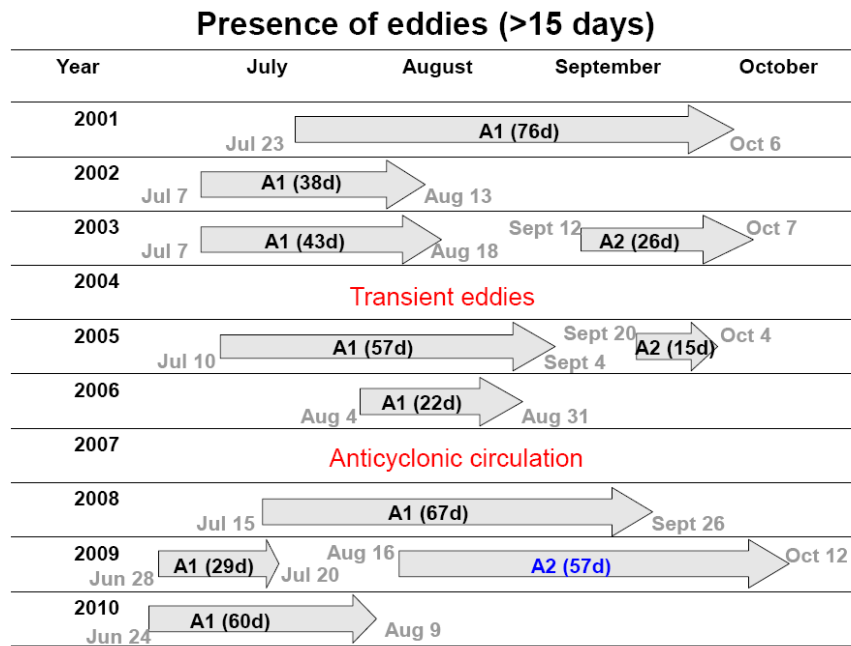 Presence of eddies (>15 days)
Year July August September October
2001
A1 (76d)
Jul 23 Oct 6
2002
A1 (38d)
Jul 7 Aug 13
2003 Sept 12 Oct 7
A1 (43d) A2 (26d)
Jul 7 Aug 18
2004
Transient eddies
2005 Sept 20 Oct 4
A1 (57d) A2 (15d)
Jul 10 Sept 4
2006
A1 (22d)
Aug 4 Aug 31
2007
Anticyclonic circulation
2008
A1 (67d)
Jul 15 Sept 26
2009 Aug 16 Oct 12
A1 (29d) A2 (57d)
Jun 28 Jul 20
2010
A1 (60d)
Jun 24 Aug 9